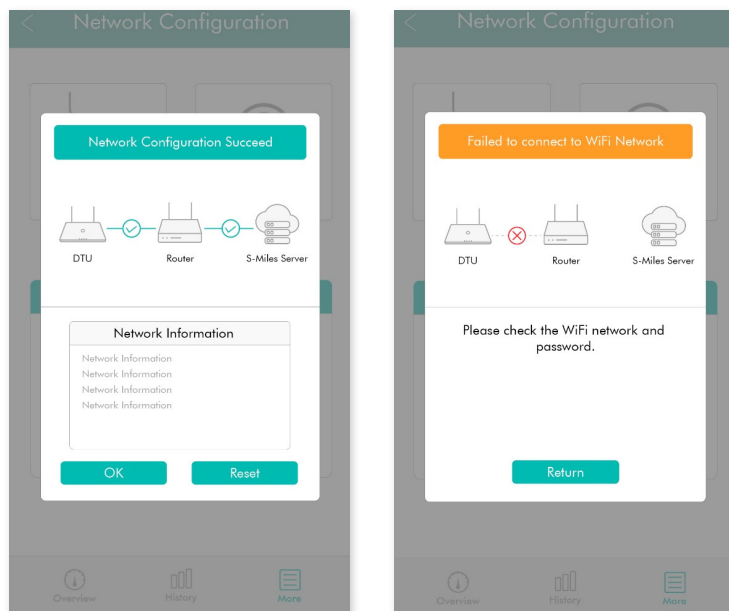 Network Configuration
Network Configuration Succeed
DTU
Router
S-Miles Server
Network Information
Network Information
Network Information
Network Information
Network Information
OK
Reset
Overview
History
More
Network Configuration
Failed to connect to WiFi Network
DTU
Router
S-Miles Server
Please check the WiFi network and
password.
Return
Overview
History
More